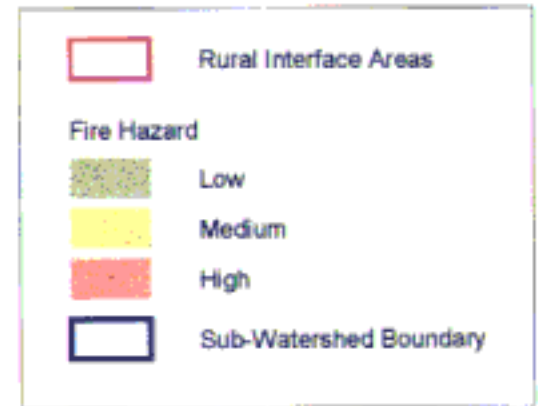 Rural Interface Areas
Fire Hazard
Low
Medium
High
Sub-Watershed Boundary